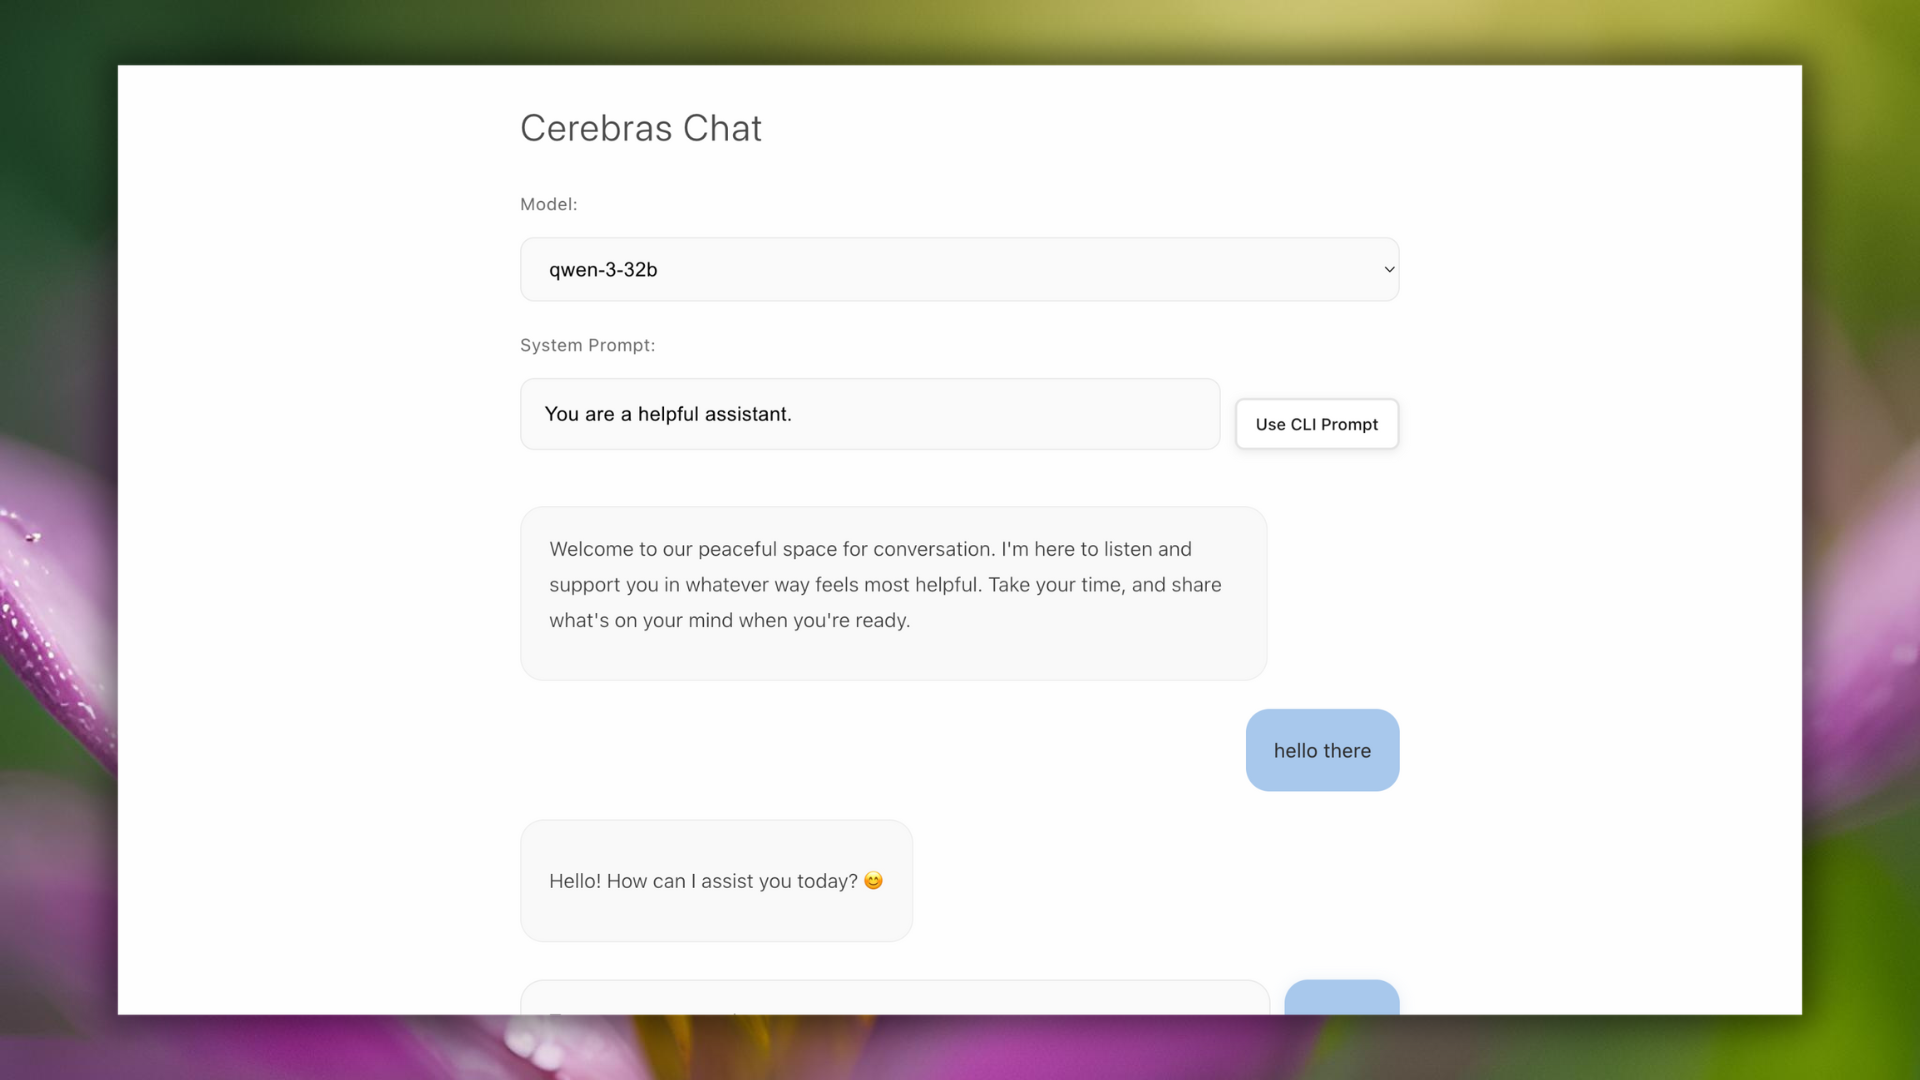 Cerebras Chat
Model:
qwen-3-32b
System Prompt:
You are a helpful assistant.
Use CLI Prompt
Welcome to our peaceful space for conversation. I'm here to listen and
support you in whatever way feels most helpful. Take your time, and share
what's on your mind when you're ready.
hello there
Hello! How can I assist you today? 😊